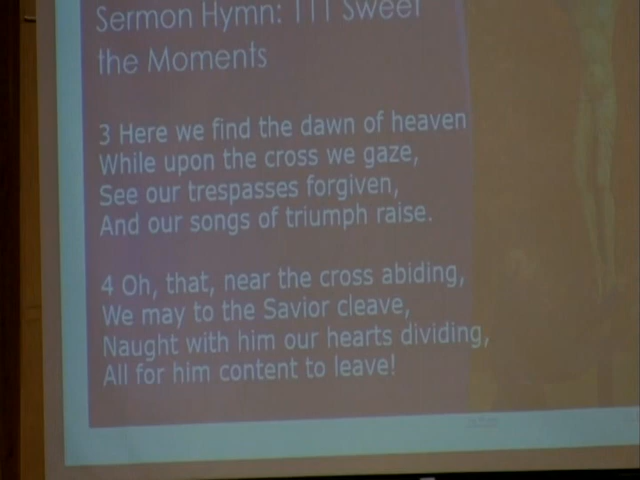 Sermon Hymn: 111 Sweet
the Moments
3 Here we find the dawn of heaven
While upon the cross we gaze,
See our trespasses forgiven,
And our songs of triumph raise.
4 Oh, that, near the cross abiding,
We may to the Savior cleave,
Naught with him our hearts dividing,
All for him content to leave!